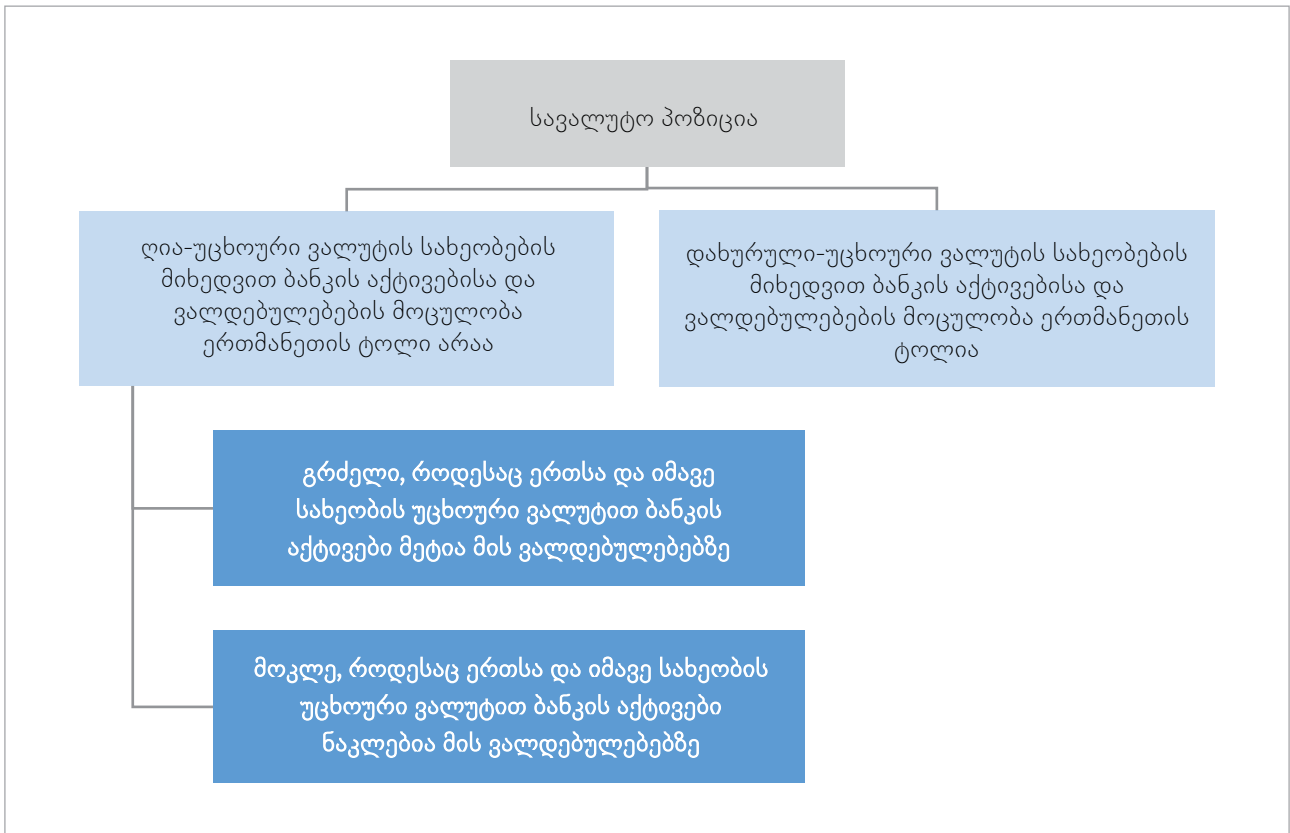 სავალუტო პოზიცია
ღია-უცხოური ვალუტის სახეობების
მიხედვით ბანკის აქტივებისა და
ვალდებულებების მოცულობა
ერთმანეთის ტოლი არაა
დახურული-უცხოური ვალუტის სახეობების
მიხედვით ბანკის აქტივებისა და
ვალდებულებების მოცულობა ერთმანეთის
ტოლია
გრძელი, როდესაც ერთსა და იმავე
სახეობის უცხოური ვალუტით ბანკის
აქტივები მეტია მის ვალდებულებებზე
მოკლე, როდესაც ერთსა და იმავე სახეობის
უცხოური ვალუტით ბანკის აქტივები
ნაკლებია მის ვალდებულებებზე